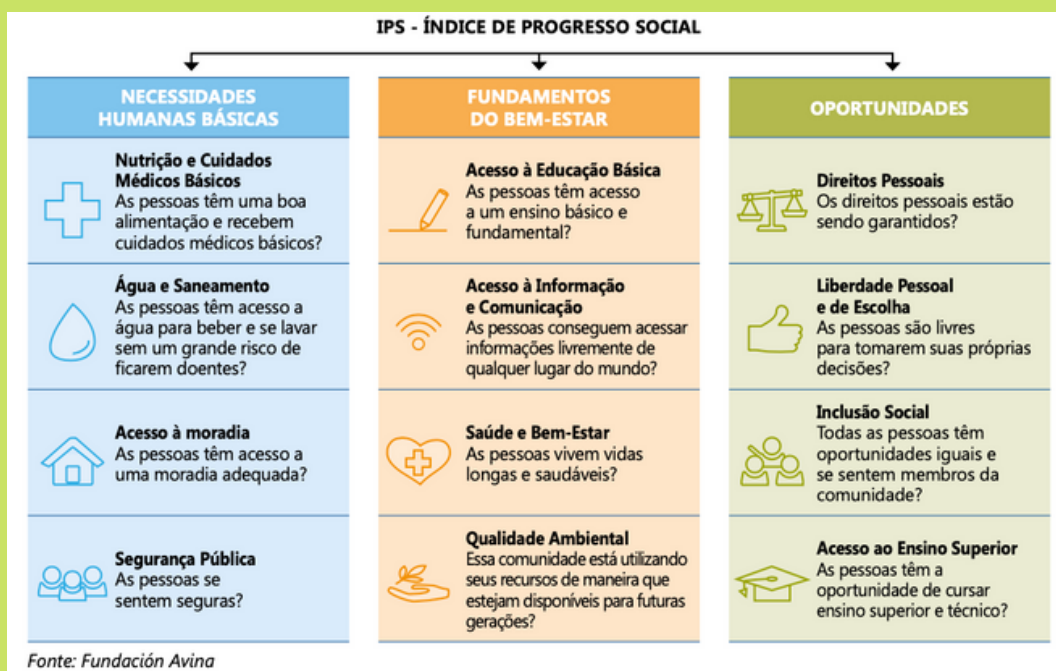 IPS - ÍNDICE DE PROGRESSO SOCIAL
NECESSIDADES
HUMANAS BÁSICAS
Nutrição e Cuidados
Médicos Básicos
As pessoas têm uma boa
alimentação e recebem
cuidados médicos básicos?
Água e Saneamento
As pessoas têm acesso a
água para beber e se lavar
sem um grande risco de
ficarem doentes?
Acesso à moradia
As pessoas têm acesso a
uma moradia adequada?
Segurança Pública
As pessoas se
sentem seguras?
FUNDAMENTOS
DO BEM-ESTAR
Acesso à Educação Básica
As pessoas têm acesso
a um ensino básico e
fundamental?
Acesso à Informação
e Comunicação
As pessoas conseguem acessar
informações livremente de
qualquer lugar do mundo?
Saúde e Bem-Estar
As pessoas vivem vidas
longas e saudáveis?
Qualidade Ambiental
Essa comunidade está utilizando
seus recursos de maneira que
estejam disponíveis para futuras
gerações?
OPORTUNIDADES
Direitos Pessoais
Os direitos pessoais estão
sendo garantidos?
Liberdade Pessoal
e de Escolha
As pessoas são livres
para tomarem suas próprias
decisões?
Inclusão Social
Todas as pessoas têm
oportunidades iguais e
se sentem membros da
comunidade?
Acesso ao Ensino Superior
As pessoas têm a
oportunidade de cursar
ensino superior e técnico?
Fonte: Fundación Avina